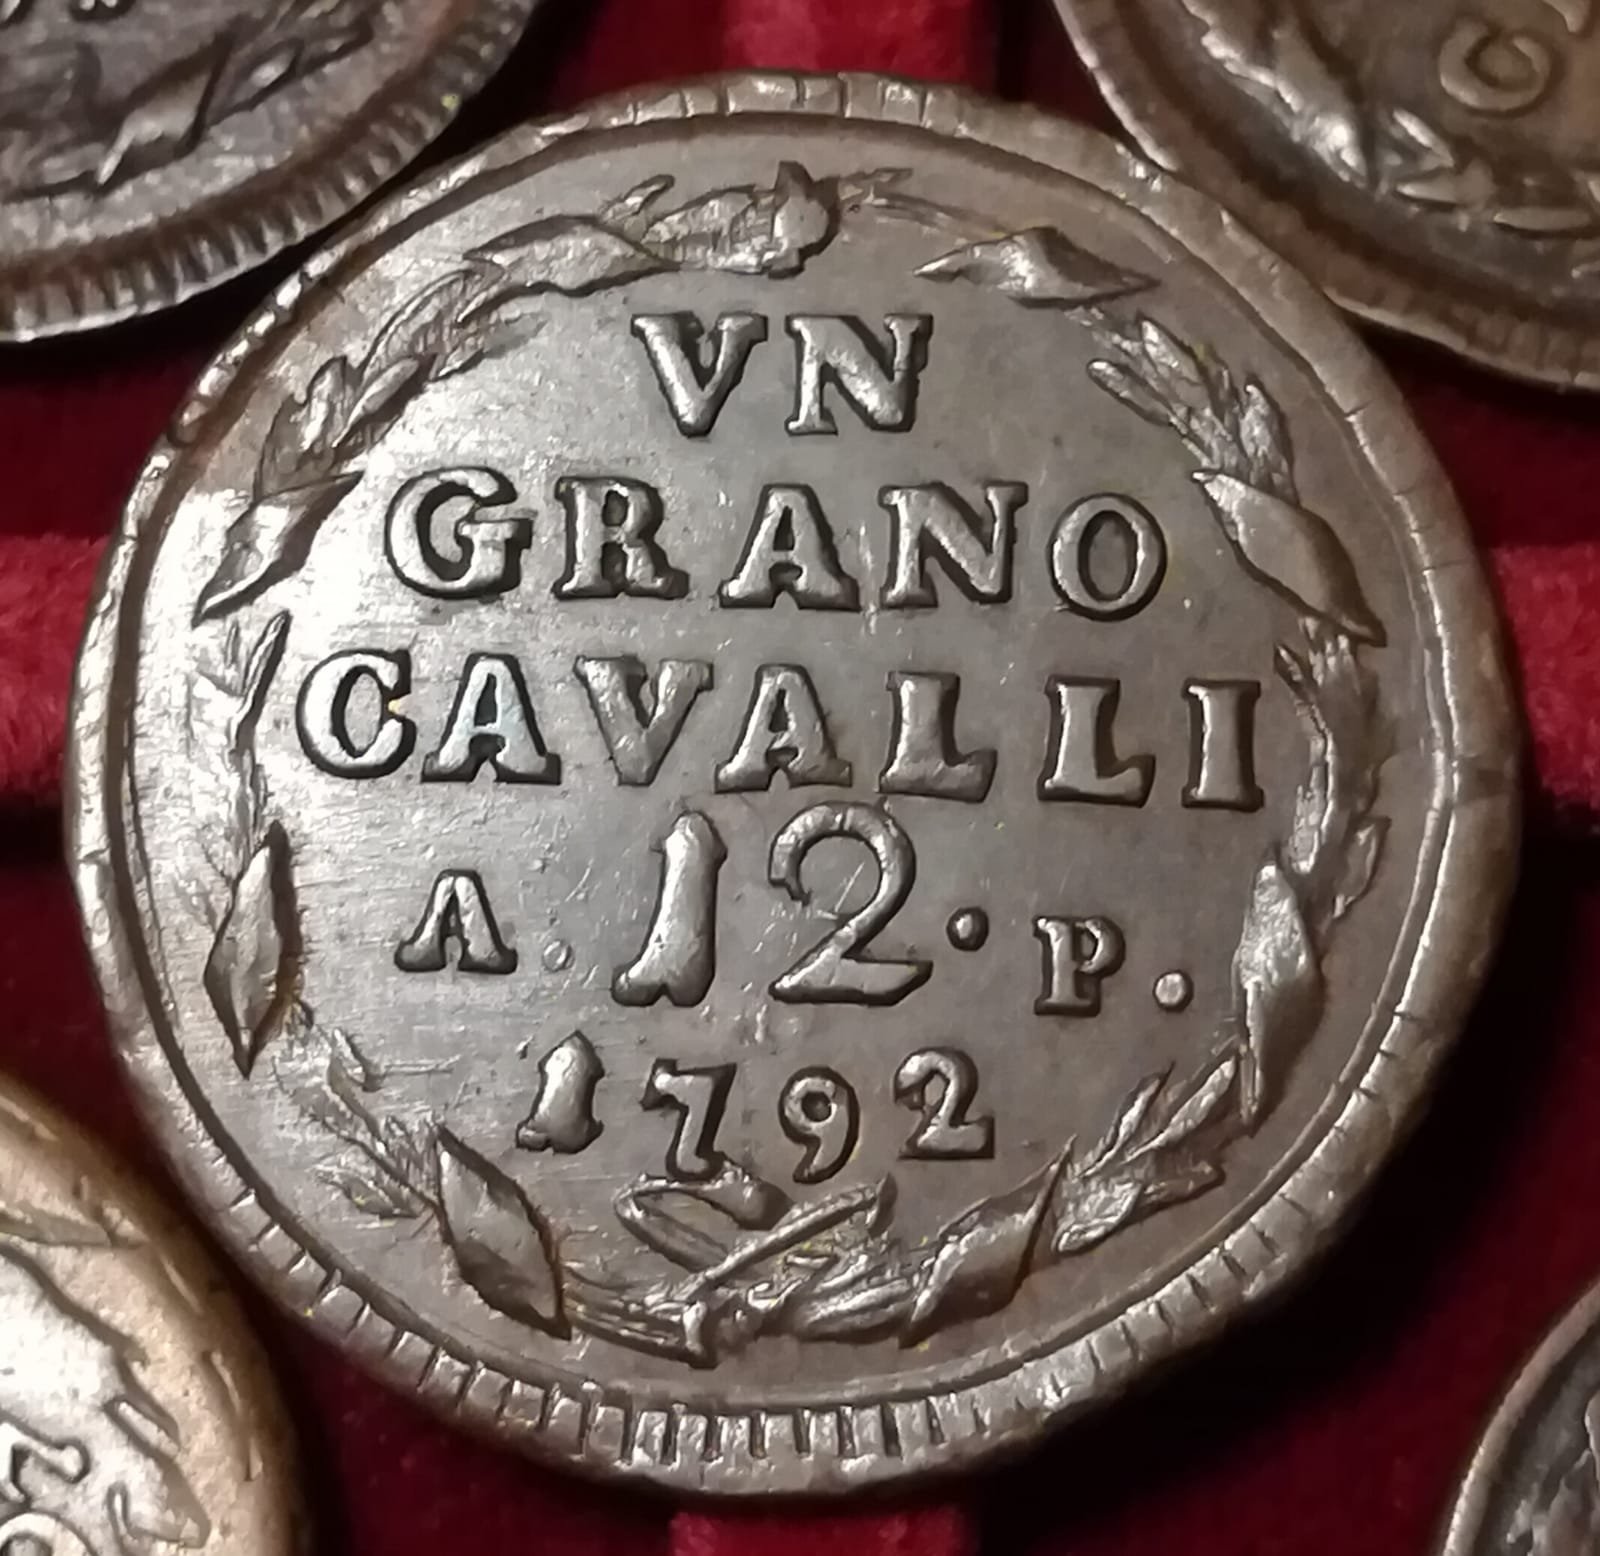 VN
GRANO
CAVALLI
A. 12. P.
1792